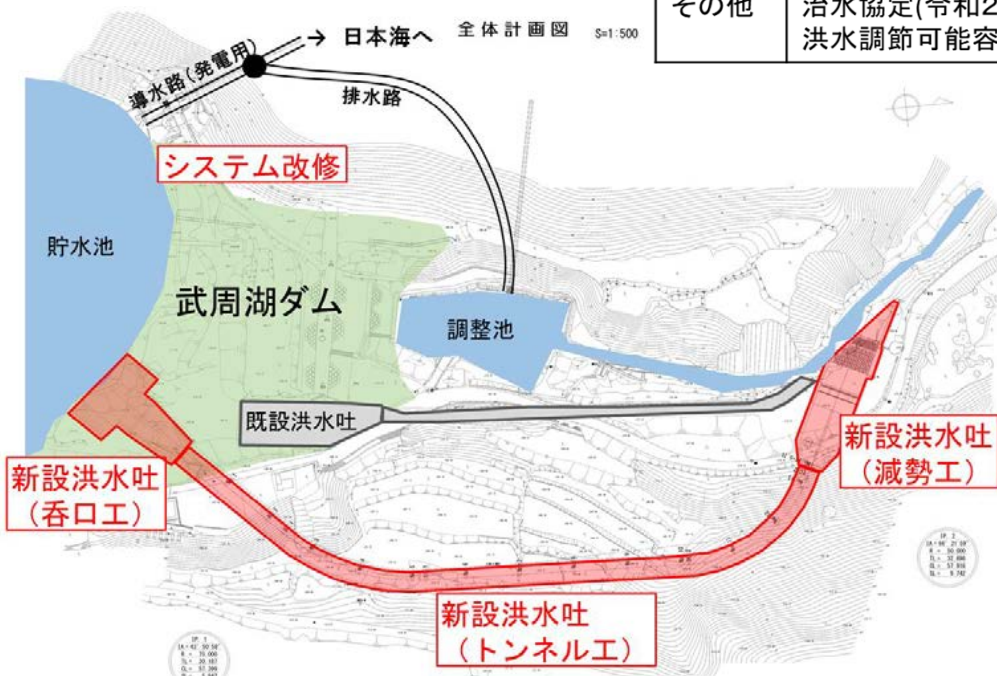 その他
治水協定(令和2
洪水調節可能容
全体計画図 S=1:500
→ 日本海へ
導水路(発電用)
排水路
システム改修
貯水池
武周湖ダム
調整池
既設洪水吐
新設洪水吐
(減勢工)
新設洪水吐
(呑口工)
新設洪水吐
(トンネル工)